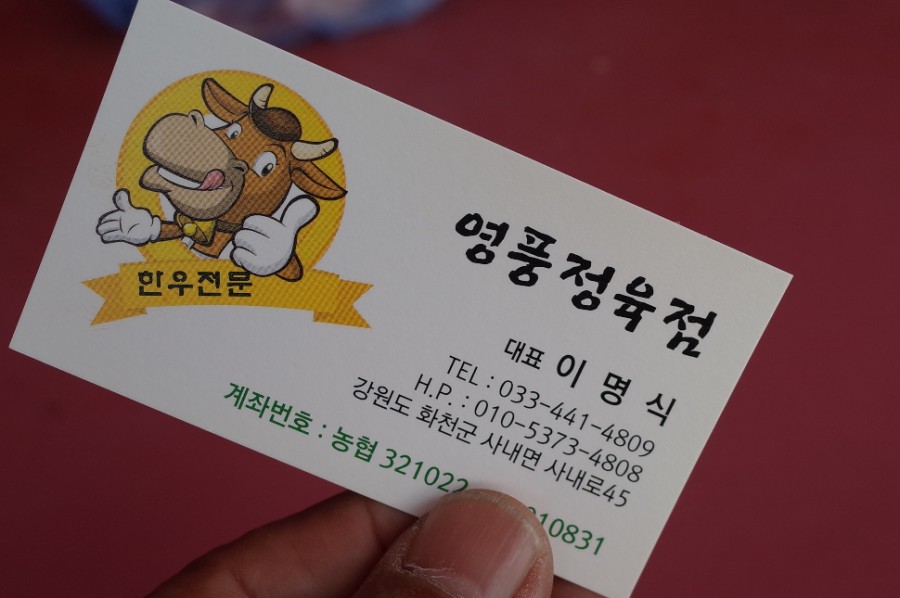 한우전문
영풍정육점
대표 이명식
TEL : 033-441-4809
H.P. : 010-5373-4808
강원도 화천군 사내면 사내로45
계좌번호 : 농협 321022 10831